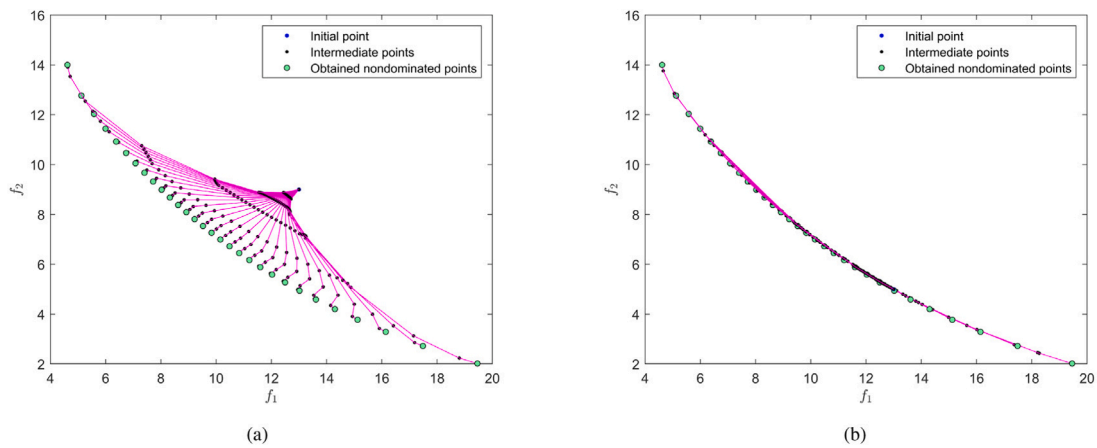 16
14
12
10
8
6
4
2
f₂
4 6 8 10 12 14 16 18 20
f₁
Initial point
Intermediate points
Obtained nondominated points
(a)
16
14
12
10
8
6
4
2
f₂
4 6 8 10 12 14 16 18 20
f₁
Initial point
Intermediate points
Obtained nondominated points
(b)